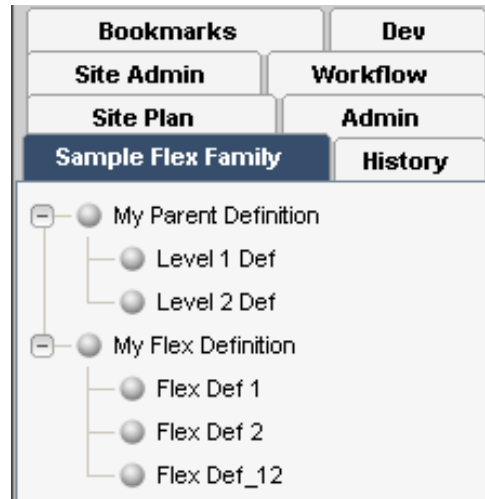 Bookmarks Dev
Site Admin Workflow
Site Plan Admin
Sample Flex Family History
My Parent Definition
Level 1 Def
Level 2 Def
My Flex Definition
Flex Def 1
Flex Def 2
Flex Def_12